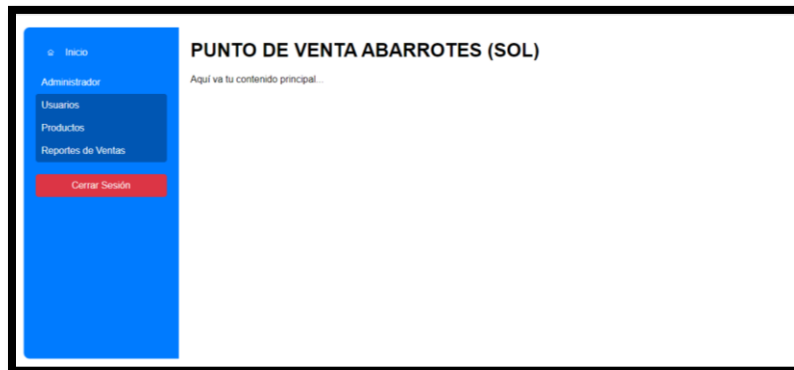 Inicio
Administrador
Usuarios
Productos
Reportes de Ventas
Cerrar Sesión
PUNTO DE VENTA ABARROTES (SOL)
Aquí va tu contenido principal...